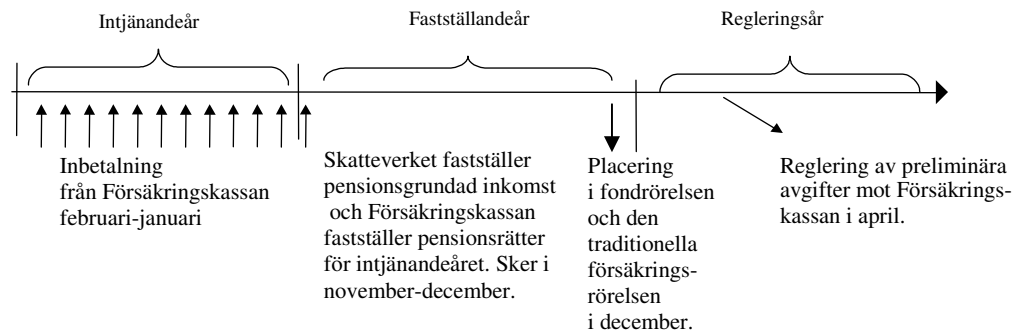 Intjänandeår
Fastställandeår
Regleringsår
Inbetalning
från Försäkringskassan
februari-januari
Skatteverket fastställer
pensionsgrundad inkomst
och Försäkringskassan
fastställer pensionsrätter
för intjänandeåret. Sker i
november-december.
Placering
i fondrörelsen
och den
traditionella
försäkrings-
rörelsen
i december.
Reglering av preliminära
avgifter mot Försäkrings-
kassan i april.